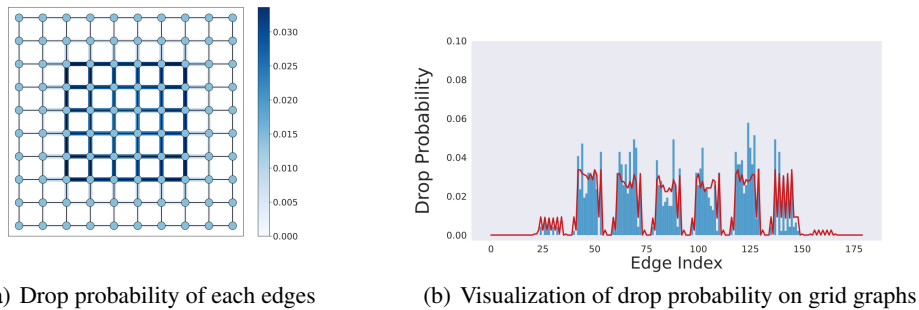 0.030
0.025
0.020
0.015
0.010
0.005
0.000
0.10
0.08
0.06
0.04
0.02
0.00
Drop Probability
0 25 50 75 100 125 150 175
Edge Index
) Drop probability of each edges
(b) Visualization of drop probability on grid graphs